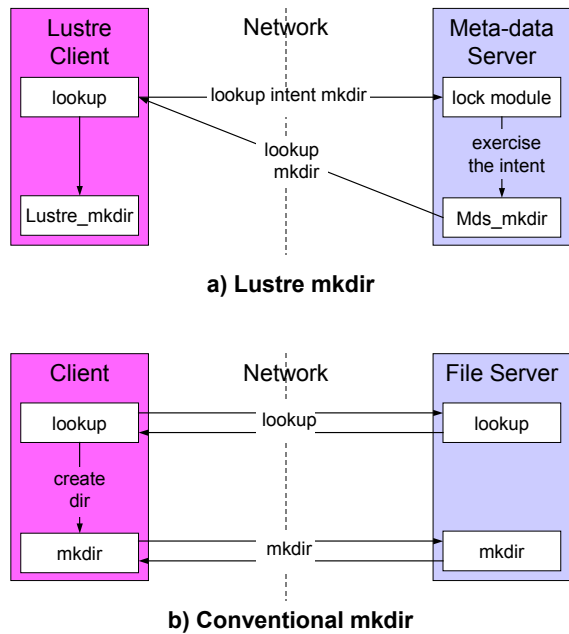 Lustre
Client
Network
Meta-data
Server
lookup
lookup intent mkdir
lock module
lookup
mkdir
exercise
the intent
Lustre_mkdir
Mds_mkdir
a) Lustre mkdir
Client
Network
File Server
lookup
lookup
lookup
create
dir
mkdir
mkdir
mkdir
b) Conventional mkdir